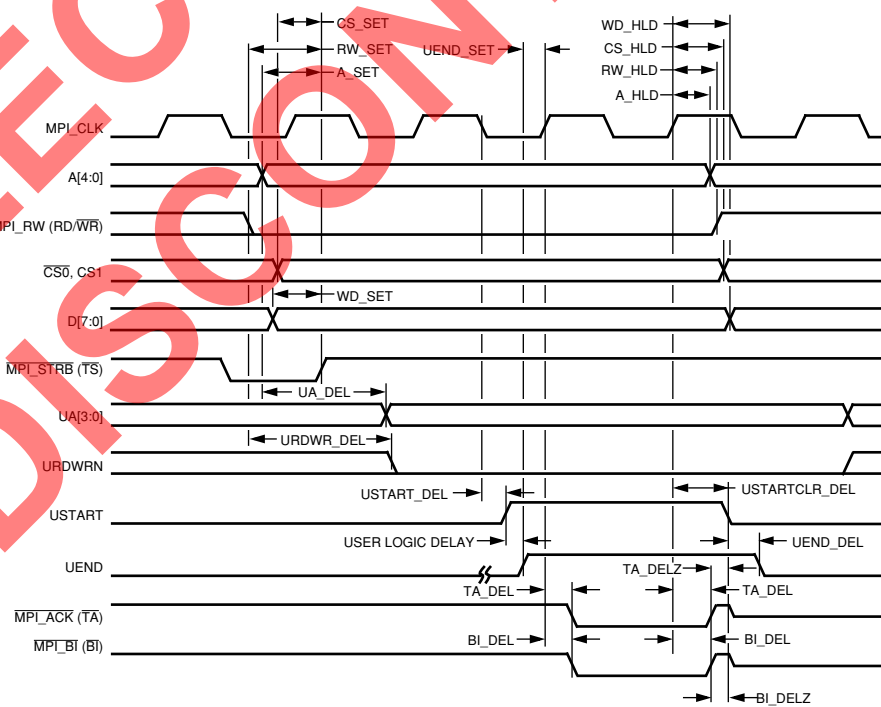 CS_SET
WD_HLD
RW_SET
UEND_SET
CS_HLD
A_SET
RW_HLD
A_HLD
MPI_CLK
A[4:0]
MPI_RW (RD/WR)
CS0, CS1
WD_SET
D[7:0]
MPI_STRB (TS)
UA_DEL
UA[3:0]
URDWR_DEL
URDWRN
USTART_DEL
USTARTCLR_DEL
USTART
USER LOGIC DELAY
UEND_DEL
UEND
TA_DELZ
TA_DEL
TA_DEL
MPI_ACK (TA)
BI_DEL
BI_DEL
MPI_BI (BI)
BI_DELZ